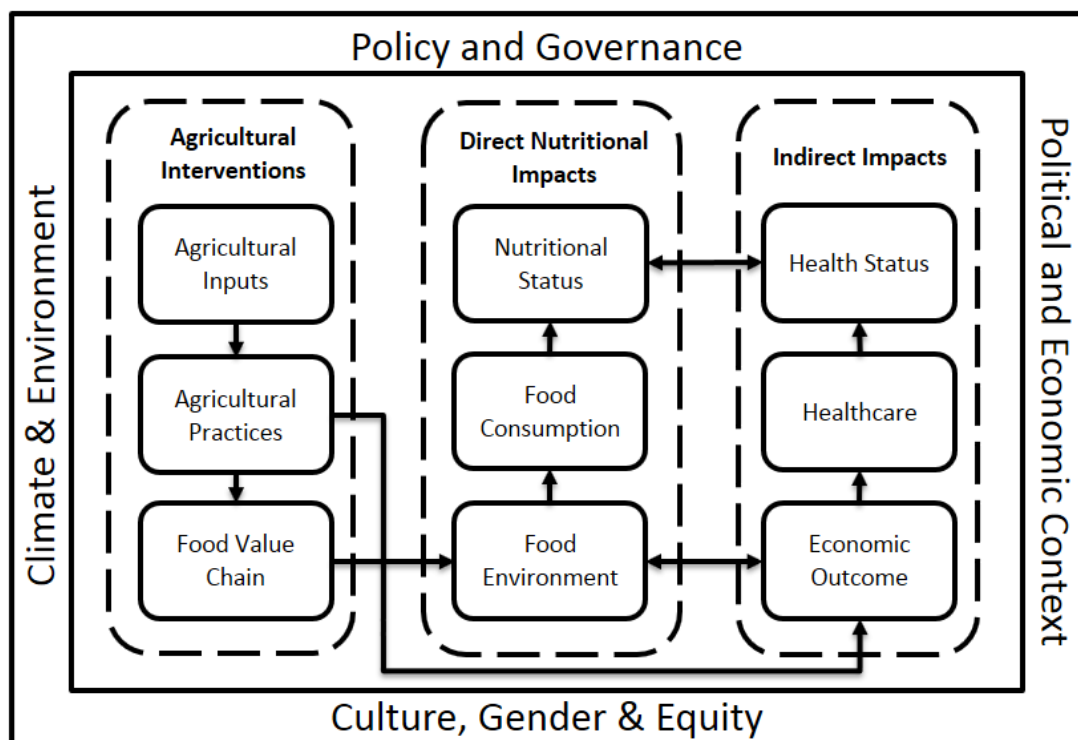 Policy and Governance
Climate & Environment
Political and Economic Context
Agricultural
Interventions
Agricultural
Inputs
Agricultural
Practices
Food Value
Chain
Direct Nutritional
Impacts
Nutritional
Status
Food
Consumption
Food
Environment
Indirect Impacts
Health Status
Healthcare
Economic
Outcome
Culture, Gender & Equity